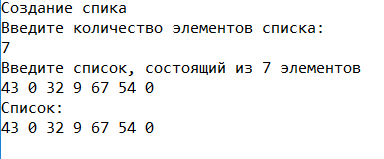 Создание спика
Введите количество элементов списка:
7
Введите список, состоящий из 7 элементов
43 0 32 9 67 54 0
Список:
43 0 32 9 67 54 0